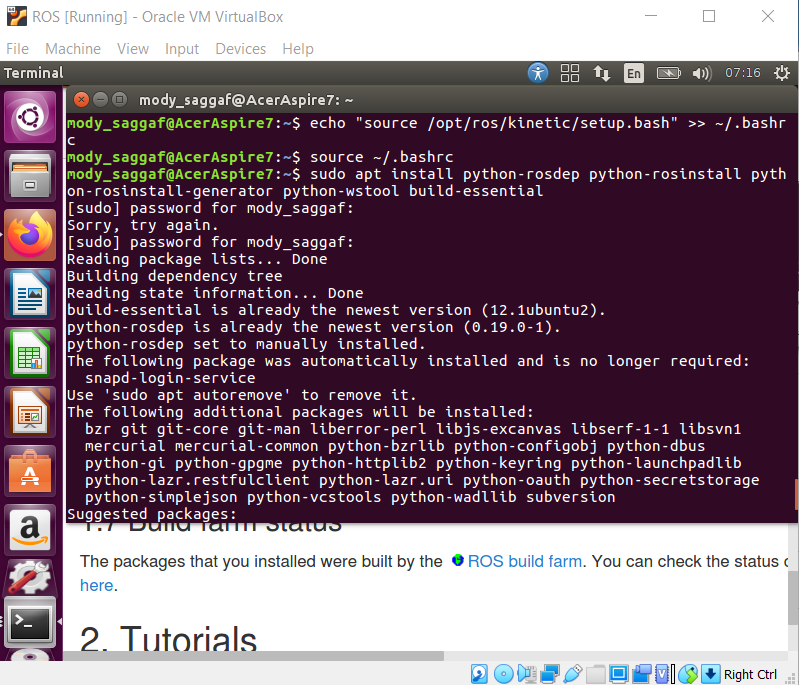 ROS [Running] - Oracle VM VirtualBox
File Machine View Input Devices Help
Terminal En 07:16
mody_saggaf@AcerAspire7: ~
mody_saggaf@AcerAspire7:~$ echo "source /opt/ros/kinetic/setup.bash" >> ~/.bashr
c
mody_saggaf@AcerAspire7:~$ source ~/.bashrc
mody_saggaf@AcerAspire7:~$ sudo apt install python-rosdep python-rosinstall pyth
on-rosinstall-generator python-wstool build-essential
[sudo] password for mody_saggaf:
Sorry, try again.
[sudo] password for mody_saggaf:
Reading package lists... Done
Building dependency tree
Reading state information... Done
build-essential is already the newest version (12.1ubuntu2).
python-rosdep is already the newest version (0.19.0-1).
python-rosdep set to manually installed.
The following package was automatically installed and is no longer required:
snapd-login-service
Use 'sudo apt autoremove' to remove it.
The following additional packages will be installed:
bzr git git-core git-man liberror-perl libjs-excanvas libserf-1-1 libsvn1
mercurial mercurial-common python-bzrlib python-configobj python-dbus
python-gi python-gpgme python-httplib2 python-keyring python-launchpadlib
python-lazr.restfulclient python-lazr.uri python-oauth python-secretstorage
python-simplejson python-vcstools python-wadllib subversion
Suggested packages:
1.7 Build farm status
The packages that you installed were built by the ROS build farm. You can check the status
here.
2. Tutorials
Right Ctrl